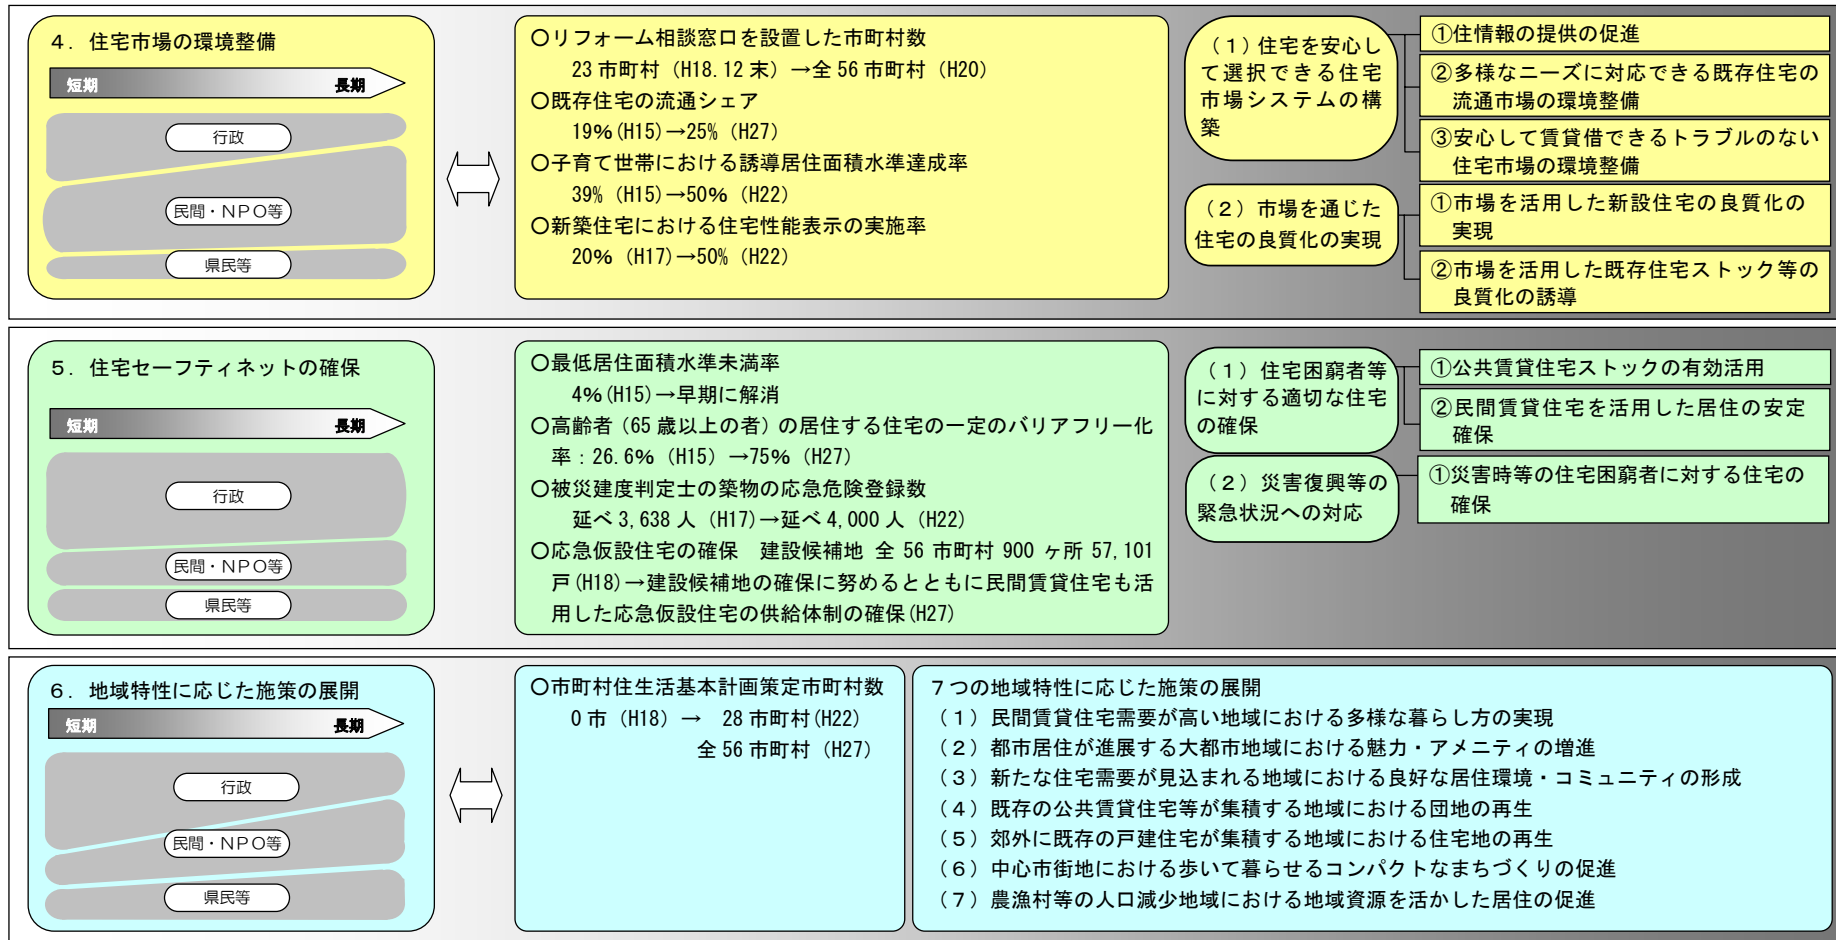 ４．住宅市場の環境整備
短期　長期
行政
民間・ＮＰＯ等
県民等
○リフォーム相談窓口を設置した市町村数
23 市町村（H18.12 末）→全 56 市町村（H20）
○既存住宅の流通シェア
19％(H15)→25%（H27）
○子育て世帯における誘導居住面積水準達成率
39%（H15)→50％（H22）
○新築住宅における住宅性能表示の実施率
20％（H17)→50%（H22）
（１）住宅を安心し
て選択できる住宅
市場システムの構
築
①住情報の提供の促進
②多様なニーズに対応できる既存住宅の
流通市場の環境整備
③安心して賃貸借できるトラブルのない
住宅市場の環境整備
（２）市場を通じた
住宅の良質化の実現
①市場を活用した新設住宅の良質化の
実現
②市場を活用した既存住宅ストック等の
良質化の誘導
５．住宅セーフティネットの確保
短期　長期
行政
民間・ＮＰＯ等
県民等
○最低居住面積水準未満率
4％(H15)→早期に解消
○高齢者（65 歳以上の者）の居住する住宅の一定のバリアフリー化
率：26.6％（H15）→75％（H27）
○被災建度判定士の築物の応急危険登録数
延べ 3,638 人（H17)→延べ 4,000 人（H22）
○応急仮設住宅の確保　建設候補地 全 56 市町村 900 ヶ所 57,101
戸(H18)→建設候補地の確保に努めるとともに民間賃貸住宅も活
用した応急仮設住宅の供給体制の確保(H27)
（１）住宅困窮者等
に対する適切な住宅
の確保
①公共賃貸住宅ストックの有効活用
②民間賃貸住宅を活用した居住の安定
確保
（２）災害復興等の
緊急状況への対応
①災害時等の住宅困窮者に対する住宅の
確保
６．地域特性に応じた施策の展開
短期　長期
行政
民間・ＮＰＯ等
県民等
○市町村住生活基本計画策定市町村数
0 市（H18）→　28 市町村(H22)
全 56 市町村（H27）
７つの地域特性に応じた施策の展開
（１）民間賃貸住宅需要が高い地域における多様な暮らし方の実現
（２）都市居住が進展する大都市地域における魅力・アメニティの増進
（３）新たな住宅需要が見込まれる地域における良好な居住環境・コミュニティの形成
（４）既存の公共賃貸住宅等が集積する地域における団地の再生
（５）郊外に既存の戸建住宅が集積する地域における住宅地の再生
（６）中心市街地における歩いて暮らせるコンパクトなまちづくりの促進
（７）農漁村等の人口減少地域における地域資源を活かした居住の促進